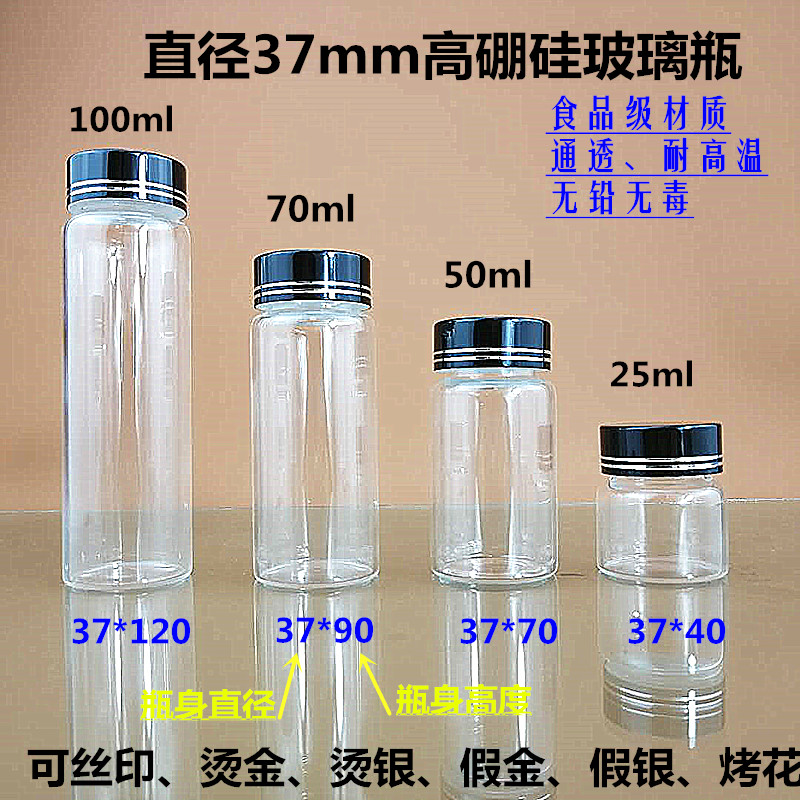 直径37mm高硼硅玻璃瓶
食品级材质
通透、耐高温
无铅无毒
100ml
70ml
50ml
25ml
37*120
37*90
37*70
37*40
瓶身直径
瓶身高度
可丝印、烫金、烫银、假金、假银、烤花